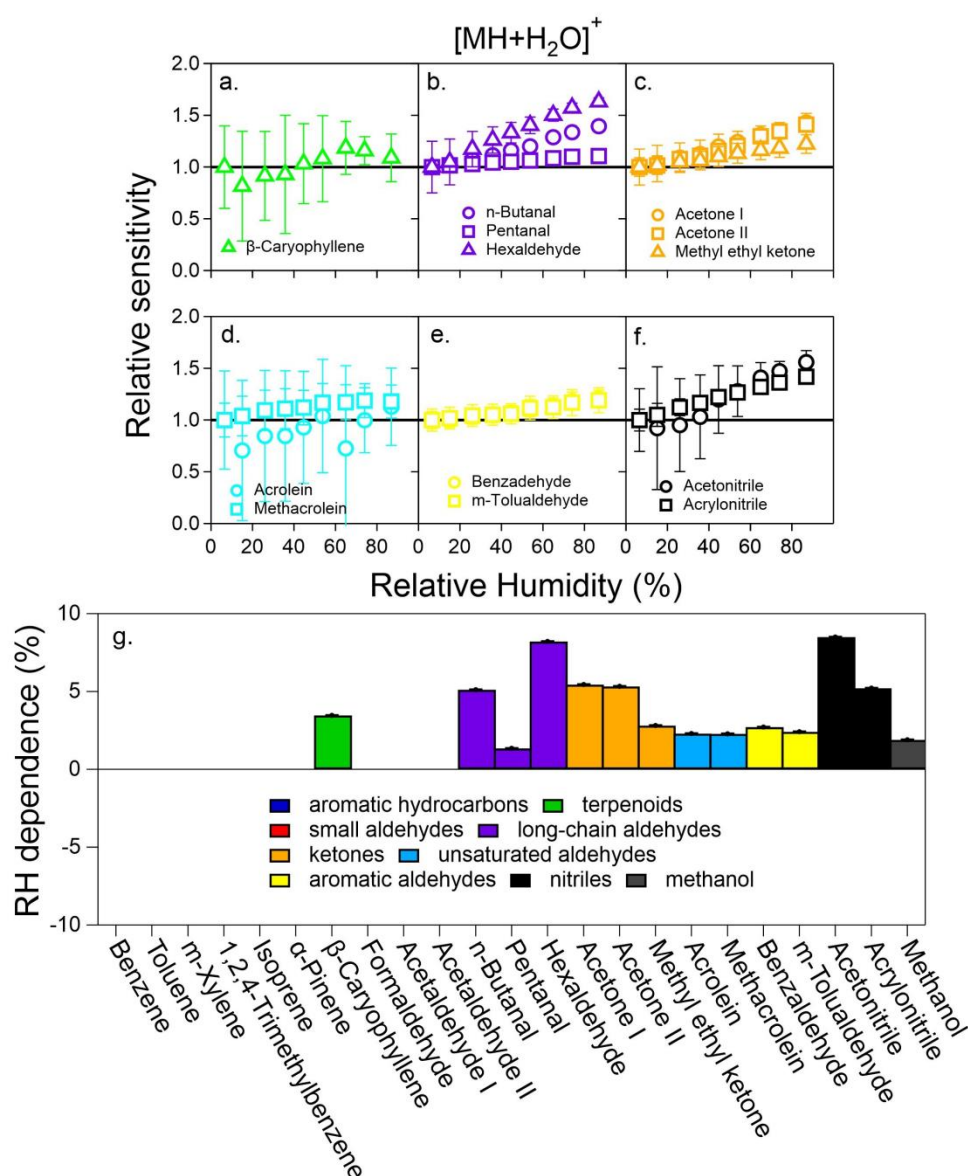 [MH+H₂O]⁺
Relative sensitivity
2.0
1.5
1.0
0.5
0.0
a.
β-Caryophyllene
b.
n-Butanal
Pentanal
Hexaldehyde
c.
Acetone I
Acetone II
Methyl ethyl ketone
2.0
1.5
1.0
0.5
0.0
d.
Acrolein
Methacrolein
e.
Benzadehyde
m-Tolualdehyde
f.
Acetonitrile
Acrylonitrile
0 20 40 60 80 0 20 40 60 80 0 20 40 60 80
Relative Humidity (%)
RH dependence (%)
10
5
0
-5
-10
g.
aromatic hydrocarbons terpenoids
small aldehydes long-chain aldehydes
ketones unsaturated aldehydes
aromatic aldehydes nitriles methanol
Benzene
Toluene
m-Xylene
1,2,4-Trimethylbenzene
Isoprene
α-Pinene
β-Caryophyllene
Formaldehyde
Acetaldehyde I
Acetaldehyde II
n-Butanal
Pentanal
Hexaldehyde
Acetone I
Acetone II
Methyl ethyl ketone
Acrolein
Methacrolein
Benzaldehyde
m-Tolualdehyde
Acetonitrile
Acrylonitrile
Methanol